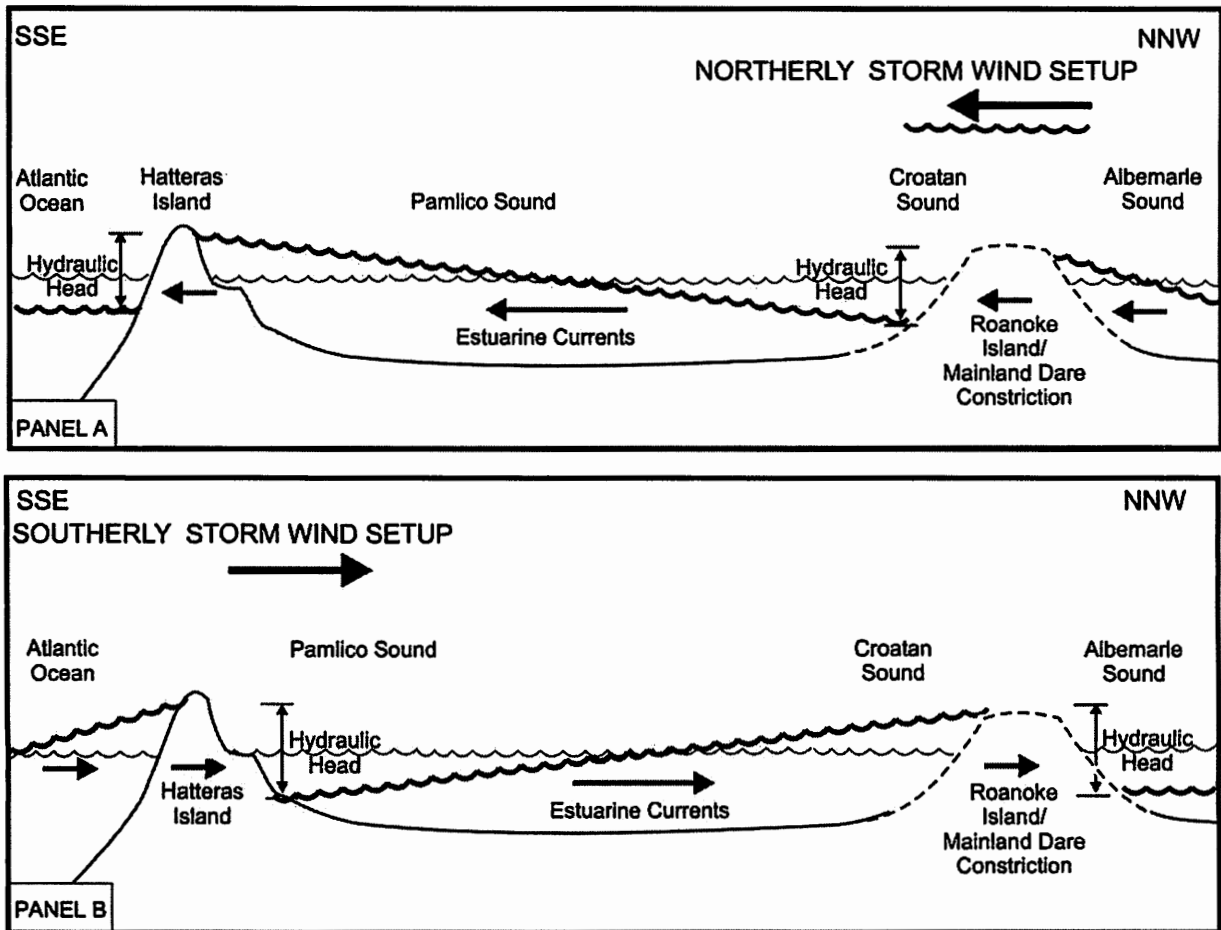 SSE
NNW
NORTHERLY STORM WIND SETUP
Atlantic
Ocean
Hatteras
Island
Pamlico Sound
Croatan
Sound
Albemarle
Sound
Hydraulic
Head
Hydraulic
Head
Estuarine Currents
Roanoke
Island/
Mainland Dare
Constriction
PANEL A
SSE
NNW
SOUTHERLY STORM WIND SETUP
Atlantic
Ocean
Pamlico Sound
Croatan
Sound
Albemarle
Sound
Hydraulic
Head
Hydraulic
Head
Hatteras
Island
Estuarine Currents
Roanoke
Island/
Mainland Dare
Constriction
PANEL B